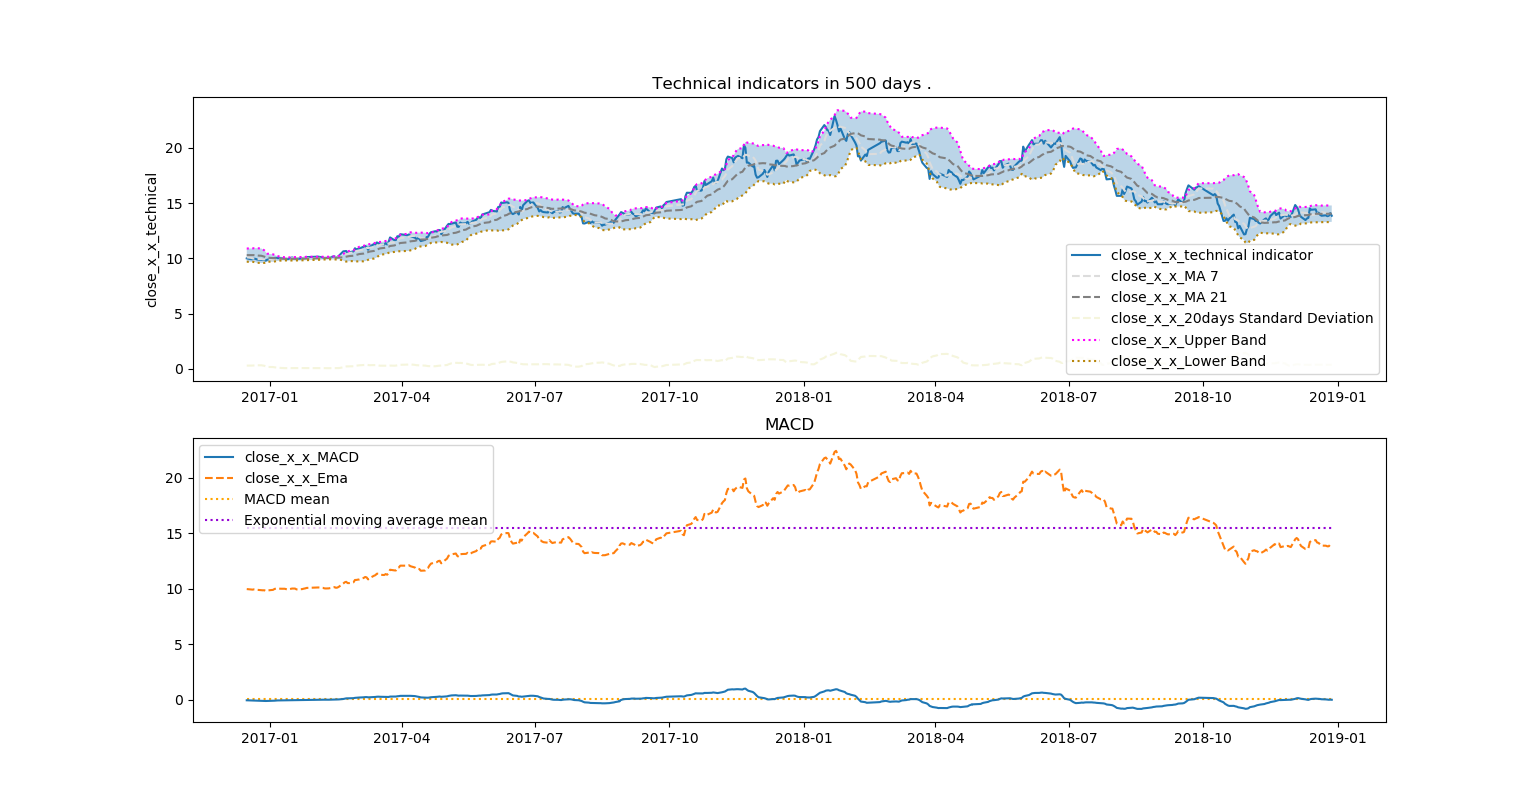 Technical indicators in 500 days .
close_x_x_technical
20
15
10
5
0
close_x_x_technical indicator
close_x_x_MA 7
close_x_x_MA 21
close_x_x_20days Standard Deviation
close_x_x_Upper Band
close_x_x_Lower Band
2017-01 2017-04 2017-07 2017-10 2018-01 2018-04 2018-07 2018-10 2019-01
MACD
close_x_x_MACD
close_x_x_Ema
MACD mean
Exponential moving average mean
20
15
10
5
0
2017-01 2017-04 2017-07 2017-10 2018-01 2018-04 2018-07 2018-10 2019-01